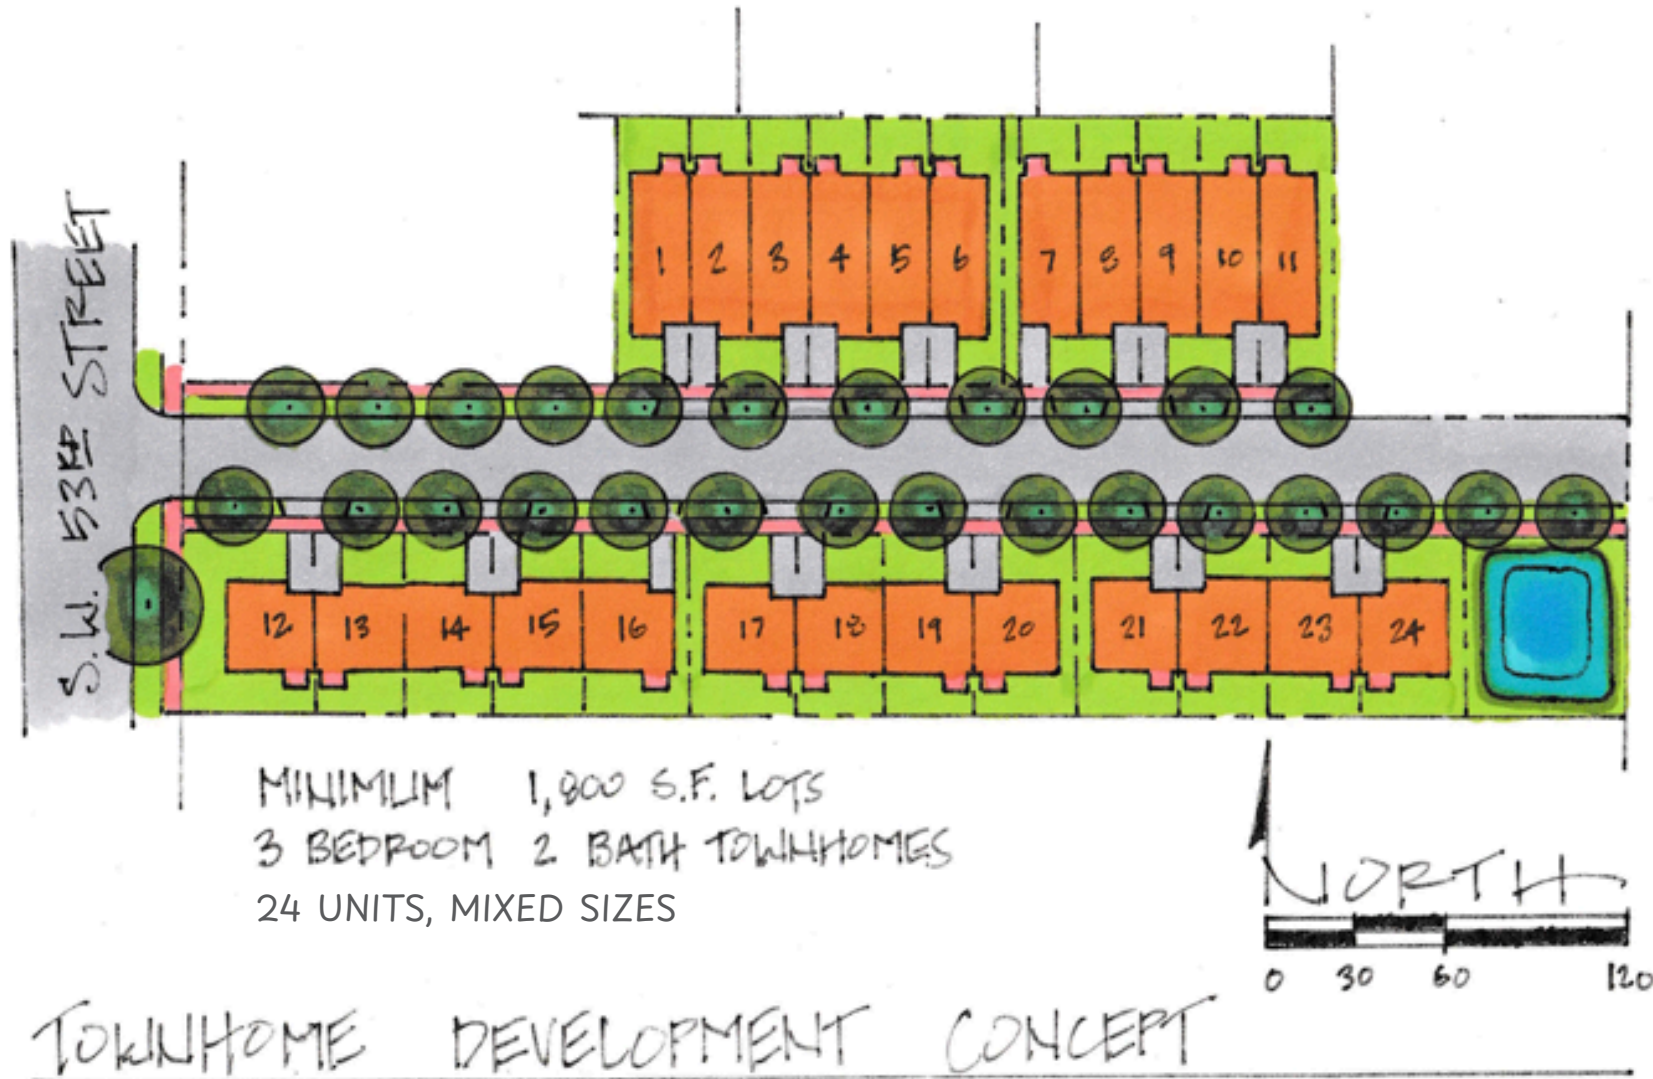 S.W. 53RD STREET
1 2 3 4 5 6 7 8 9 10 11
12 13 14 15 16 17 18 19 20 21 22 23 24
MINIMUM 1,800 S.F. LOTS
3 BEDROOM 2 BATH TOWNHOMES
24 UNITS, MIXED SIZES
NORTH
0 30 60 120
TOWNHOME DEVELOPMENT CONCEPT